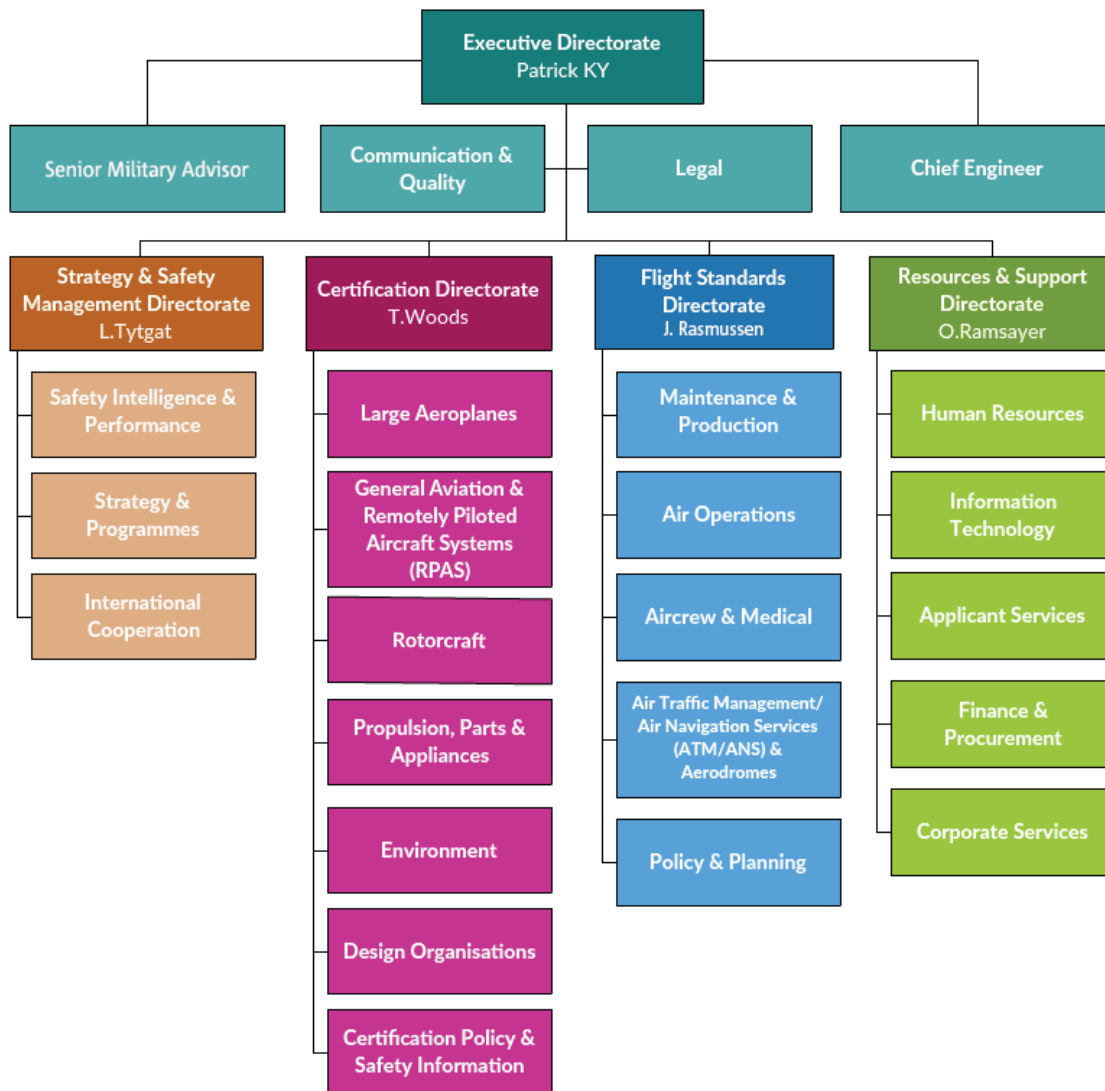 Executive Directorate
Patrick KY
Senior Military Advisor
Communication &
Quality
Legal
Chief Engineer
Strategy & Safety
Management Directorate
L.Tytgat
Safety Intelligence &
Performance
Strategy &
Programmes
International
Cooperation
Certification Directorate
T.Woods
Large Aeroplanes
General Aviation &
Remotely Piloted
Aircraft Systems
(RPAS)
Rotorcraft
Propulsion, Parts &
Appliances
Environment
Design Organisations
Certification Policy &
Safety Information
Flight Standards
Directorate
J. Rasmussen
Maintenance &
Production
Air Operations
Aircrew & Medical
Air Traffic Management/
Air Navigation Services
(ATM/ANS) &
Aerodromes
Policy & Planning
Resources & Support
Directorate
O.Ramsayer
Human Resources
Information
Technology
Applicant Services
Finance &
Procurement
Corporate Services